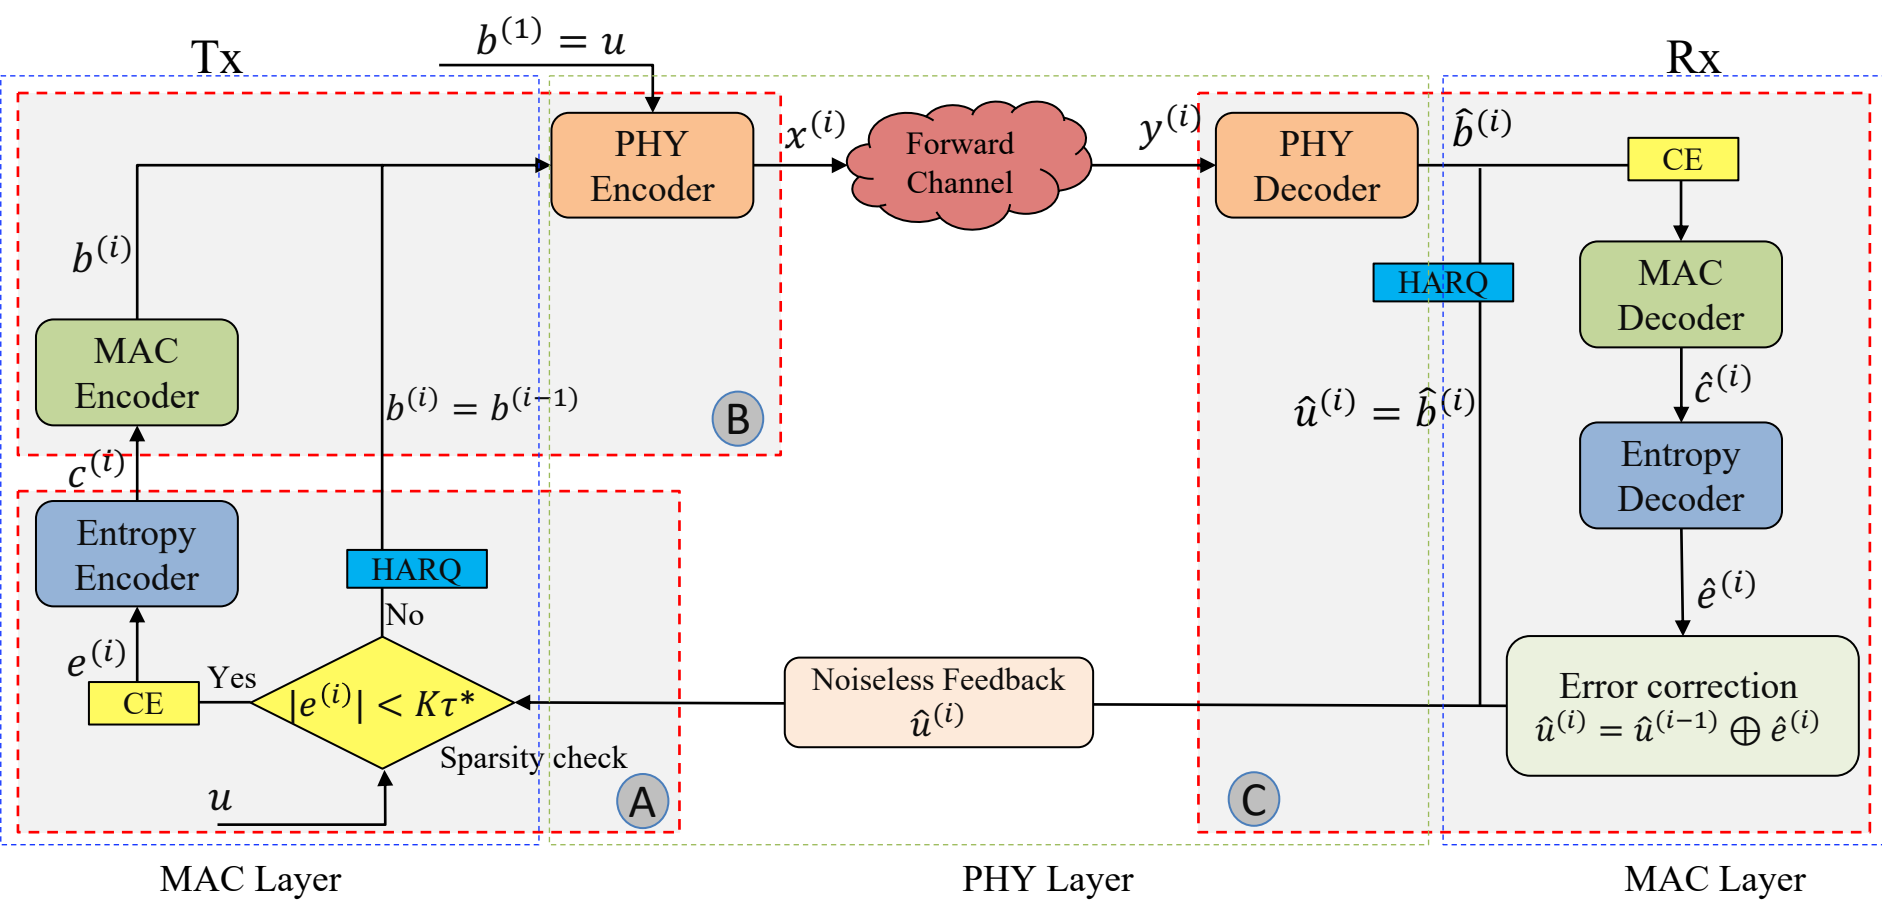 Tx
b^(1) = u
Rx
PHY
Encoder
x^(i)
Forward
Channel
y^(i)
PHY
Decoder
b̂^(i)
CE
b^(i)
HARQ
MAC
Decoder
MAC
Encoder
b^(i) = b^(i−1)
B
û^(i) = b̂^(i)
ĉ^(i)
c^(i)
Entropy
Decoder
Entropy
Encoder
HARQ
No
ê^(i)
e^(i)
Yes
CE
|e^(i)| < Kτ*
Sparsity check
Noiseless Feedback
û^(i)
Error correction
û^(i) = û^(i−1) ⊕ ê^(i)
u
A
C
MAC Layer
PHY Layer
MAC Layer